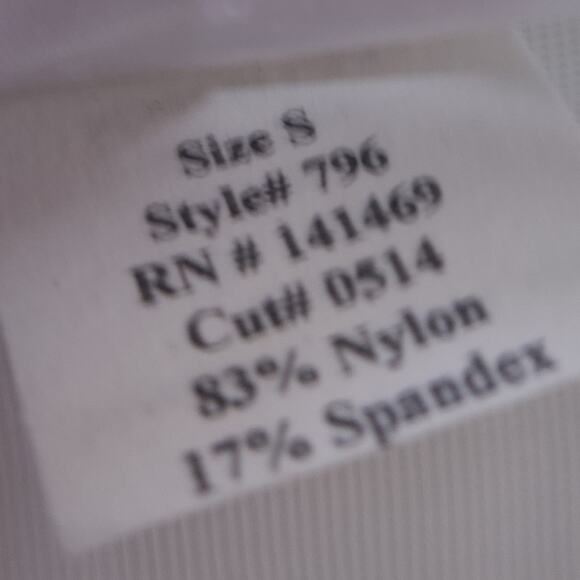 Size S
Style# 796
RN # 141469
Cut# 0514
83% Nylon
17% Spandex